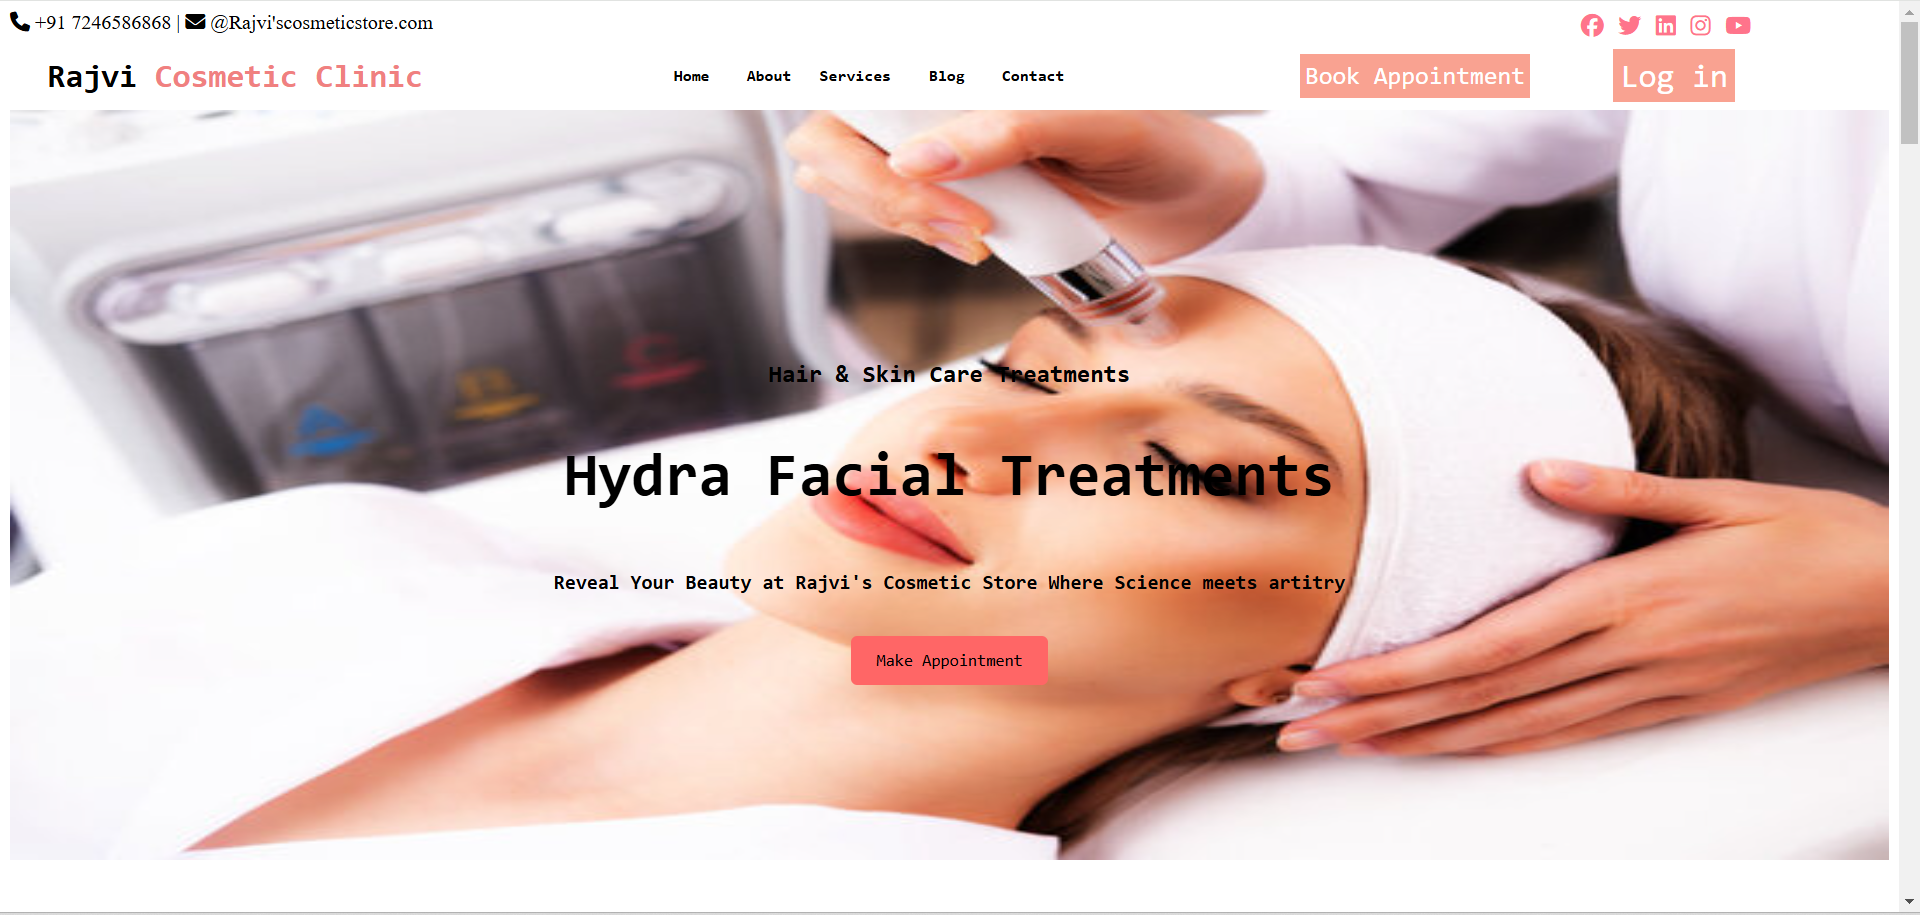 +91 7246586868 | @Rajvi'scosmeticstore.com
Rajvi Cosmetic Clinic
Home About Services Blog Contact
Book Appointment
Log in
A B C
Hair & Skin Care Treatments
Hydra Facial Treatments
Reveal Your Beauty at Rajvi's Cosmetic Store Where Science meets artitry
Make Appointment